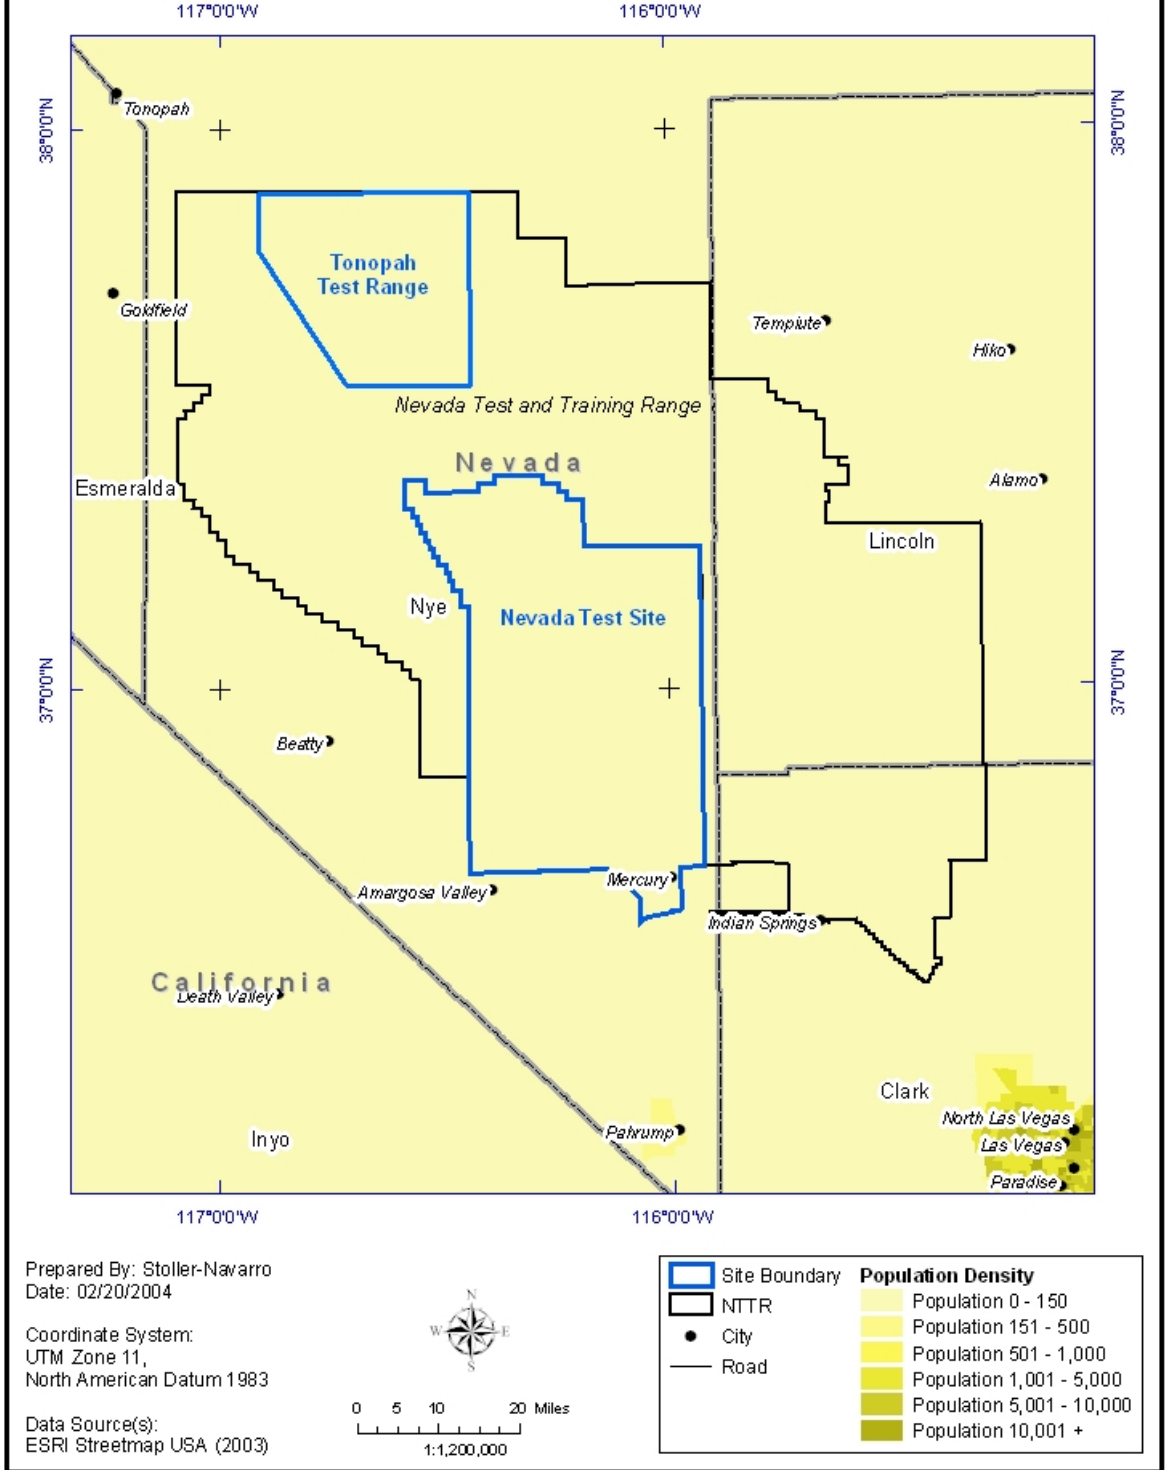 117°0'0"W
116°0'0"W
38°0'0"N
38°0'0"N
Tonopah
Tonopah
Test Range
Goldfield
Tempiute
Hiko
Nevada Test and Training Range
Nevada
Esmeralda
Alamo
Lincoln
Nye
Nevada Test Site
37°0'0"N
37°0'0"N
Beatty
Mercury
Amargosa Valley
Indian Springs
California
Death Valley
Clark
North Las Vegas
Pahrump
Inyo
Las Vegas
Paradise
117°0'0"W
116°0'0"W
Prepared By: Stoller-Navarro
Date: 02/20/2004
Coordinate System:
UTM Zone 11,
North American Datum 1983
Data Source(s):
ESRI Streetmap USA (2003)
N
W
E
S
0 5 10 20 Miles
1:1,200,000
Site Boundary
NTTR
City
Road
Population Density
Population 0 - 150
Population 151 - 500
Population 501 - 1,000
Population 1,001 - 5,000
Population 5,001 - 10,000
Population 10,001 +